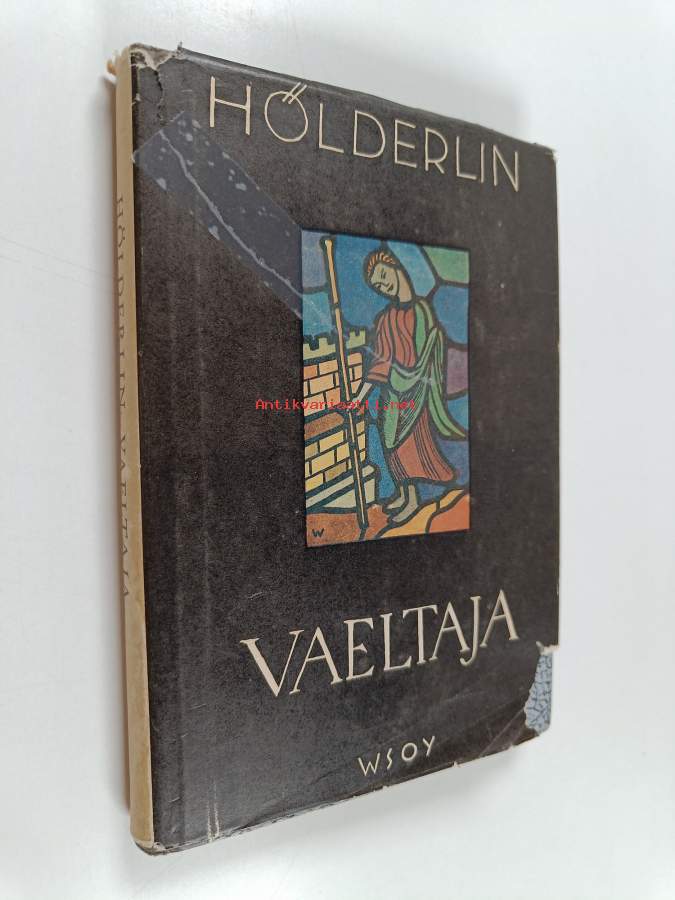 HÖLDERLIN
Antikvariaatti.net
W
VAELTAJA
WSOY
HÖLDERLIN VAELTAJA